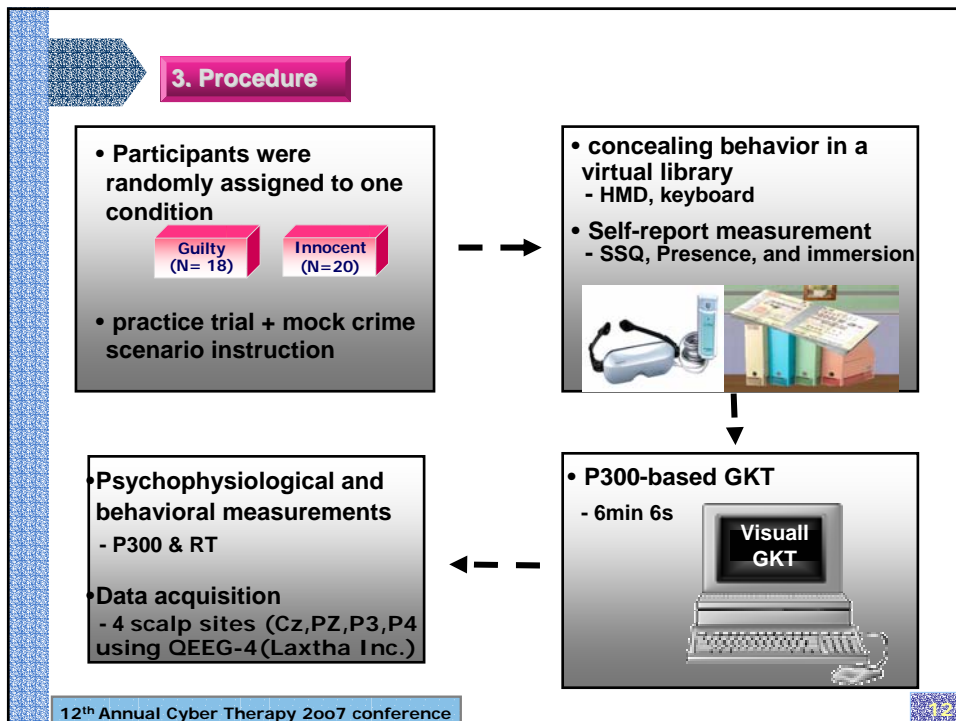 3. Procedure
• Participants were
randomly assigned to one
condition
Guilty
(N= 18)
Innocent
(N=20)
• practice trial + mock crime
scenario instruction
• concealing behavior in a
virtual library
- HMD, keyboard
• Self-report measurement
- SSQ, Presence, and immersion
• P300-based GKT
- 6min 6s
Visuall
GKT
•Psychophysiological and
behavioral measurements
- P300 & RT
•Data acquisition
- 4 scalp sites (Cz,PZ,P3,P4
using QEEG-4(Laxtha Inc.)
12th Annual Cyber Therapy 2oo7 conference
12